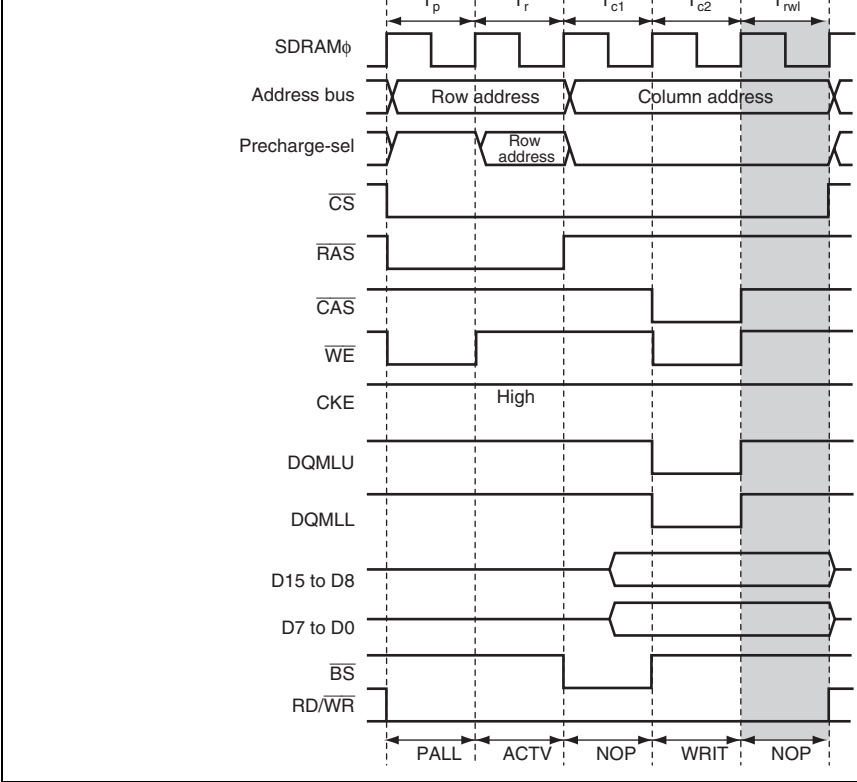 Tp Tr Tc1 Tc2 Trwl
SDRAMϕ
Address bus Row address Column address
Precharge-sel Row address
CS
RAS
CAS
WE
CKE High
DQMLU
DQMLL
D15 to D8
D7 to D0
BS
RD/WR
PALL ACTV NOP WRIT NOP